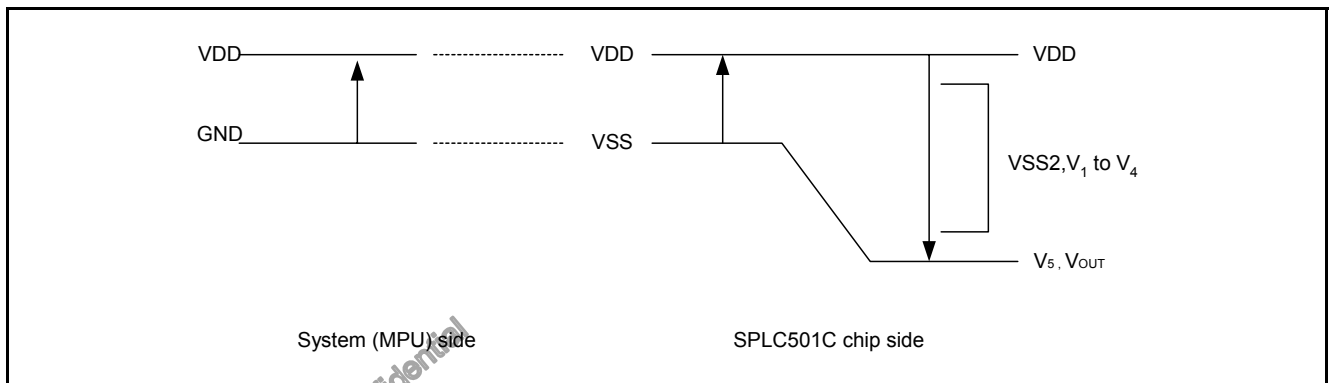 VDD VDD VDD
GND VSS
VSS2,V1 to V4
V5 , VOUT
System (MPU) side SPLC501C chip side